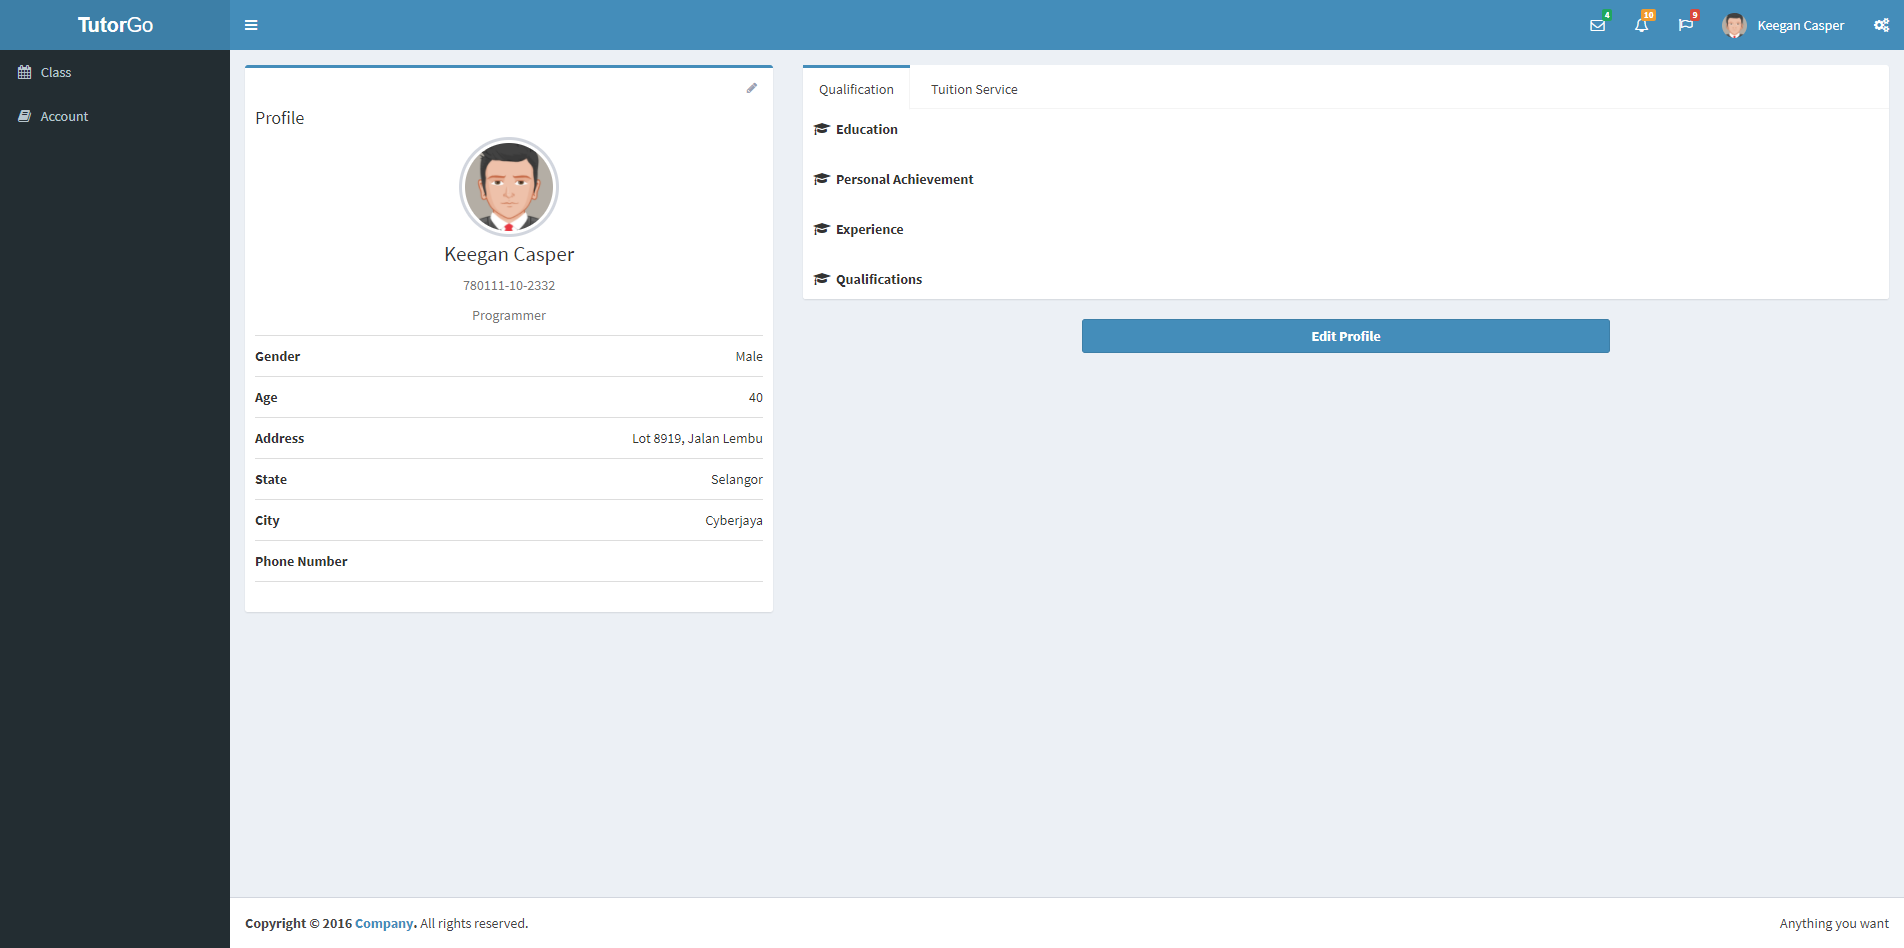 TutorGo
4
10
9
Keegan Casper
Class
Account
Profile
Keegan Casper
780111-10-2332
Programmer
Gender Male
Age 40
Address Lot 8919, Jalan Lembu
State Selangor
City Cyberjaya
Phone Number
Qualification Tuition Service
Education
Personal Achievement
Experience
Qualifications
Edit Profile
Copyright © 2016 Company. All rights reserved.
Anything you want